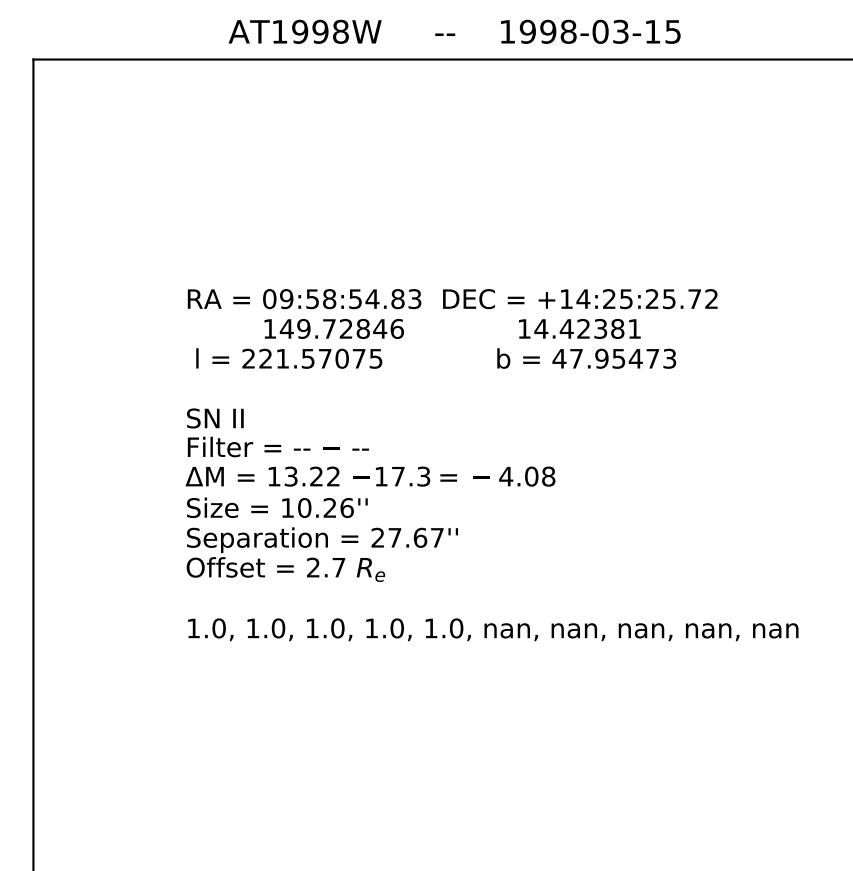 AT1998W -- 1998-03-15
RA = 09:58:54.83 DEC = +14:25:25.72
149.72846 14.42381
l = 221.57075 b = 47.95473
SN II
Filter = -- − --
ΔM = 13.22 −17.3 = − 4.08
Size = 10.26''
Separation = 27.67''
Offset = 2.7 Rₑ
1.0, 1.0, 1.0, 1.0, 1.0, nan, nan, nan, nan, nan